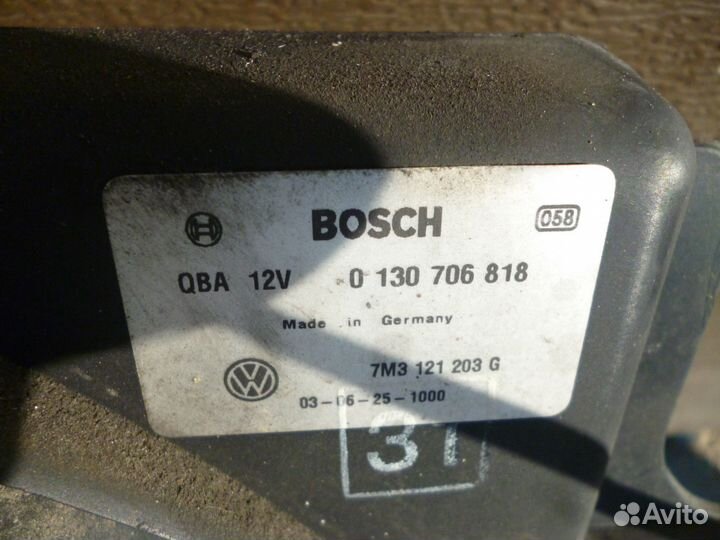 BOSCH 058
QBA 12V 0 130 706 818
Made in Germany
7M3 121 203 G
03-06-25-1000
31
Avito